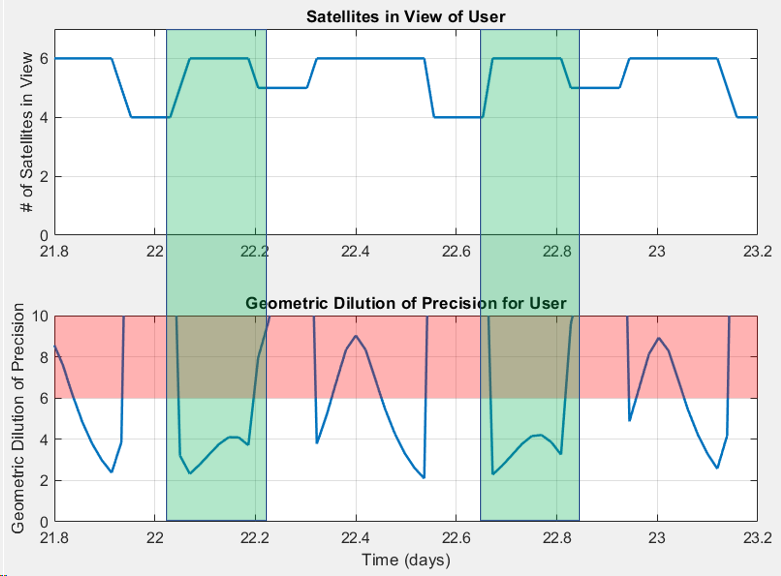 Satellites in View of User
# of Satellites in View
6
4
2
0
21.8 22 22.2 22.4 22.6 22.8 23 23.2
Geometric Dilution of Precision for User
Geometric Dilution of Precision
10
8
6
4
2
0
21.8 22 22.2 22.4 22.6 22.8 23 23.2
Time (days)